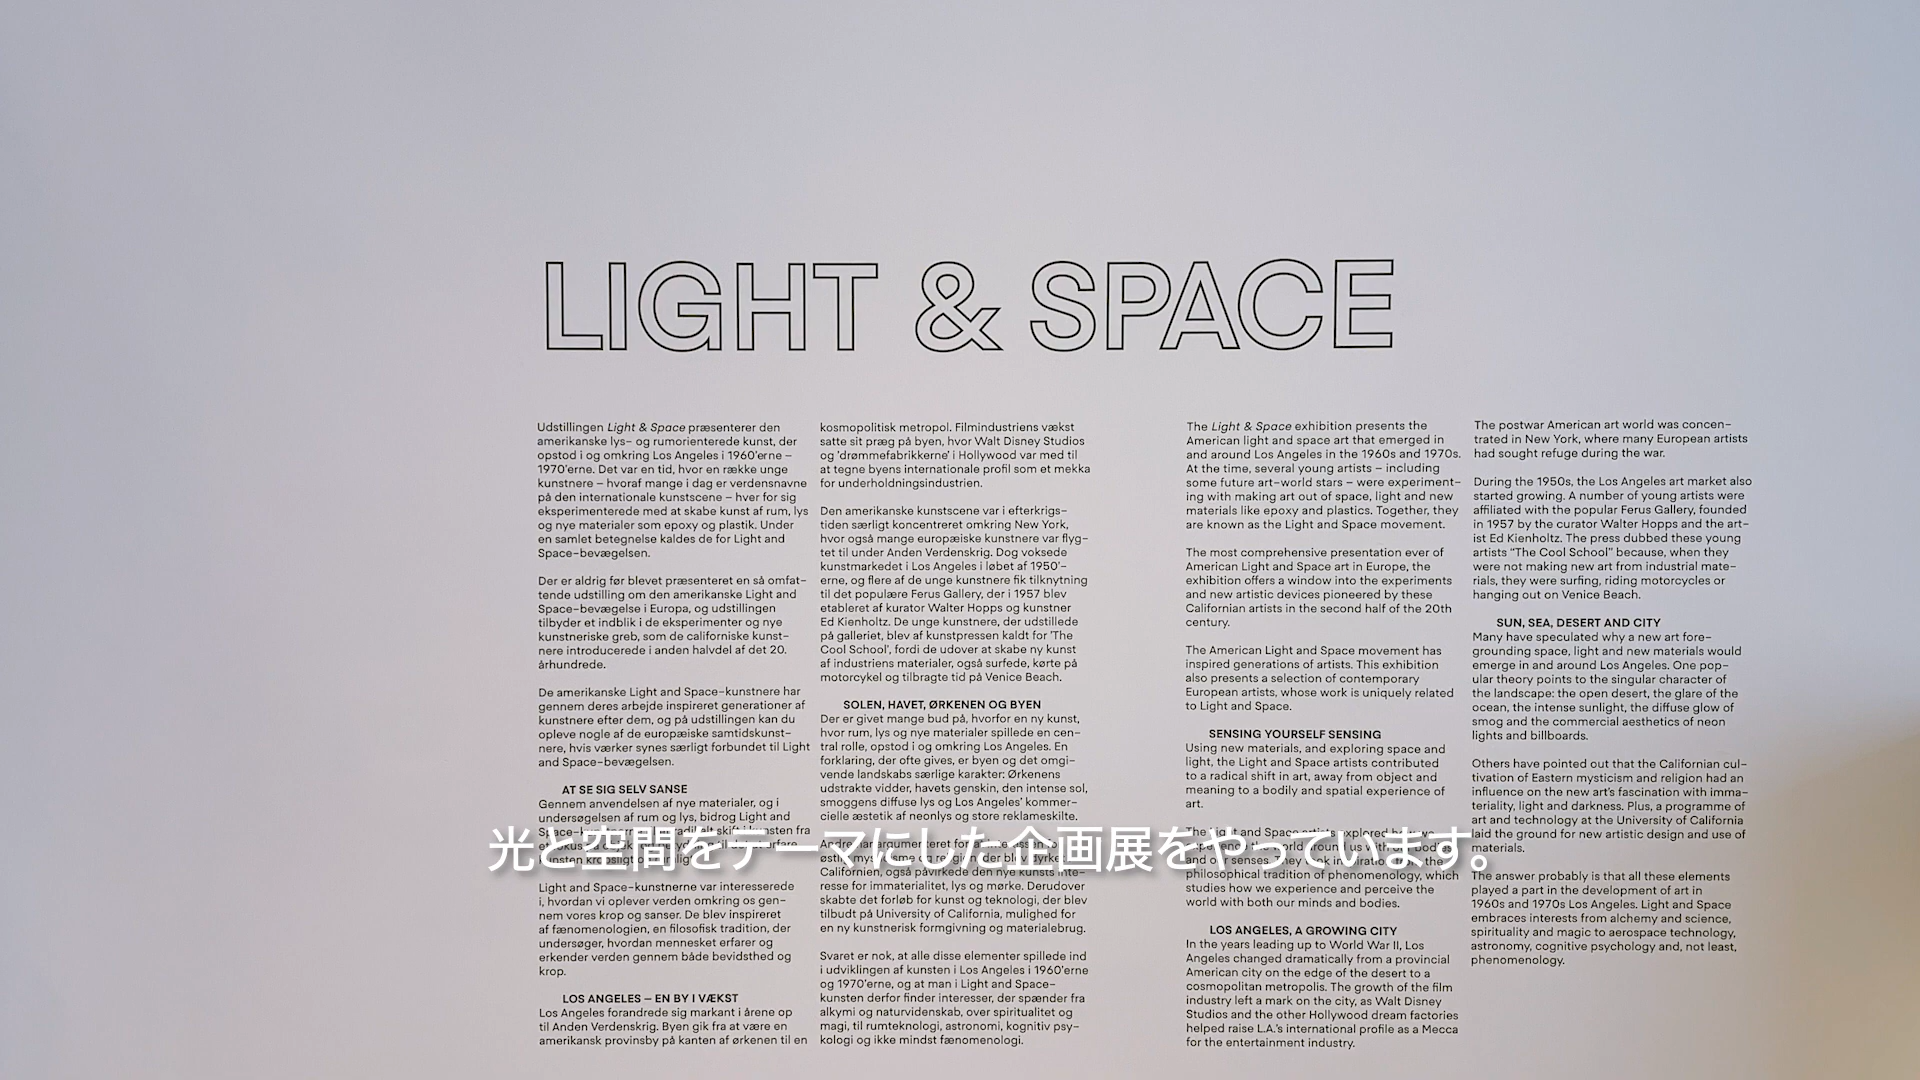 LIGHT & SPACE
Udstillingen Light & Space præsenterer den
amerikanske lys- og rumorienterede kunst, der
opstod i og omkring Los Angeles i 1960'erne –
1970'erne. Det var en tid, hvor en række unge
kunstnere – hvoraf mange i dag er verdensnavne
på den internationale kunstscene – hver for sig
eksperimenterede med at skabe kunst af rum, lys
og nye materialer som epoxy og plastik. Under
en samlet betegnelse kaldes de for Light and
Space-bevægelsen.
Der er aldrig før blevet præsenteret en så omfat-
tende udstilling om den amerikanske Light and
Space-bevægelse i Europa, og udstillingen
tilbyder et indblik i de eksperimenter og nye
kunstneriske greb, som de californiske kunst-
nere introducerede i anden halvdel af det 20.
århundrede.
De amerikanske Light and Space-kunstnere har
gennem deres arbejde inspireret generationer af
kunstnere efter dem, og på udstillingen kan du
opleve nogle af de europæiske samtidskunst-
nere, hvis værker synes særligt forbundet til Light
and Space-bevægelsen.
AT SE SIG SELV SANSE
Gennem anvendelsen af nye materialer, og i
undersøgelsen af rum og lys, bidrog Light and
skift i kunsten fra
kunsten kropsligt
Light and Space-kunstnerne var interesserede
i, hvordan vi oplever verden omkring os gen-
nem vores krop og sanser. De blev inspireret
af fænomenologien, en filosofisk tradition, der
undersøger, hvordan mennesket erfarer og
erkender verden gennem både bevidsthed og
krop.
LOS ANGELES – EN BY I VÆKST
Los Angeles forandrede sig markant i årene op
til Anden Verdenskrig. Byen gik fra at være en
amerikansk provinsby på kanten af ørkenen til en
kosmopolitisk metropol. Filmindustriens vækst
satte sit præg på byen, hvor Walt Disney Studios
og 'drømmefabrikkerne' i Hollywood var med til
at tegne byens internationale profil som et mekka
for underholdningsindustrien.
Den amerikanske kunstscene var i efterkrigs-
tiden særligt koncentreret omkring New York,
hvor også mange europæiske kunstnere var flyg-
tet til under Anden Verdenskrig. Dog voksede
kunstmarkedet i Los Angeles i løbet af 1950'-
erne, og flere af de unge kunstnere fik tilknytning
til det populære Ferus Gallery, der i 1957 blev
etableret af kurator Walter Hopps og kunstner
Ed Kienholtz. De unge kunstnere, der udstillede
på galleriet, blev af kunstpressen kaldt for 'The
Cool School', fordi de udover at skabe ny kunst
af industriens materialer, også surfede, kørte på
motorcykel og tilbragte tid på Venice Beach.
SOLEN, HAVET, ØRKENEN OG BYEN
Der er givet mange bud på, hvorfor en ny kunst,
hvor rum, lys og nye materialer spillede en cen-
tral rolle, opstod i og omkring Los Angeles. En
forklaring, der ofte gives, er byen og det omgi-
vende landskabs særlige karakter: Ørkenens
udstrakte vidder, havets genskin, den intense sol,
smoggens diffuse lys og Los Angeles' kommer-
cielle æstetik af neonlys og store reklameskilte.
Andre har argumenteret for
østlig mysticisme og religion, der blev dyrket i
Californien, også påvirkede den nye kunsts inte-
resse for immaterialitet, lys og mørke. Derudover
skabte det forløb for kunst og teknologi, der blev
tilbudt på University of California, mulighed for
en ny kunstnerisk formgivning og materialebrug.
Svaret er nok, at alle disse elementer spillede ind
i udviklingen af kunsten i Los Angeles i 1960'erne
og 1970'erne, og at man i Light and Space-
kunsten derfor finder interesser, der spænder fra
alkymi og naturvidenskab, over spiritualitet og
magi, til rumteknologi, astronomi, kognitiv psy-
kologi og ikke mindst fænomenologi.
The Light & Space exhibition presents the
American light and space art that emerged in
and around Los Angeles in the 1960s and 1970s.
At the time, several young artists – including
some future art-world stars – were experiment-
ing with making art out of space, light and new
materials like epoxy and plastics. Together, they
are known as the Light and Space movement.
The most comprehensive presentation ever of
American Light and Space art in Europe, the
exhibition offers a window into the experiments
and new artistic devices pioneered by these
Californian artists in the second half of the 20th
century.
The American Light and Space movement has
inspired generations of artists. This exhibition
also presents a selection of contemporary
European artists, whose work is uniquely related
to Light and Space.
SENSING YOURSELF SENSING
Using new materials, and exploring space and
light, the Light and Space artists contributed
to a radical shift in art, away from object and
meaning to a bodily and spatial experience of
art.
The Light and Space artists explored how we
experience the world around us with our bodies
and our senses. They took inspiration from the
philosophical tradition of phenomenology, which
studies how we experience and perceive the
world with both our minds and bodies.
LOS ANGELES, A GROWING CITY
In the years leading up to World War II, Los
Angeles changed dramatically from a provincial
American city on the edge of the desert to a
cosmopolitan metropolis. The growth of the film
industry left a mark on the city, as Walt Disney
Studios and the other Hollywood dream factories
helped raise L.A.'s international profile as a Mecca
for the entertainment industry.
The postwar American art world was concen-
trated in New York, where many European artists
had sought refuge during the war.
During the 1950s, the Los Angeles art market also
started growing. A number of young artists were
affiliated with the popular Ferus Gallery, founded
in 1957 by the curator Walter Hopps and the art-
ist Ed Kienholtz. The press dubbed these young
artists "The Cool School" because, when they
were not making new art from industrial mate-
rials, they were surfing, riding motorcycles or
hanging out on Venice Beach.
SUN, SEA, DESERT AND CITY
Many have speculated why a new art fore-
grounding space, light and new materials would
emerge in and around Los Angeles. One pop-
ular theory points to the singular character of
the landscape: the open desert, the glare of the
ocean, the intense sunlight, the diffuse glow of
smog and the commercial aesthetics of neon
lights and billboards.
Others have pointed out that the Californian cul-
tivation of Eastern mysticism and religion had an
influence on the new art's fascination with imma-
teriality, light and darkness. Plus, a programme of
art and technology at the University of California
laid the ground for new artistic design and use of
materials.
The answer probably is that all these elements
played a part in the development of art in
1960s and 1970s Los Angeles. Light and Space
embraces interests from alchemy and science,
spirituality and magic to aerospace technology,
astronomy, cognitive psychology and, not least,
phenomenology.
光と空間をテーマにした企画展をやっています。